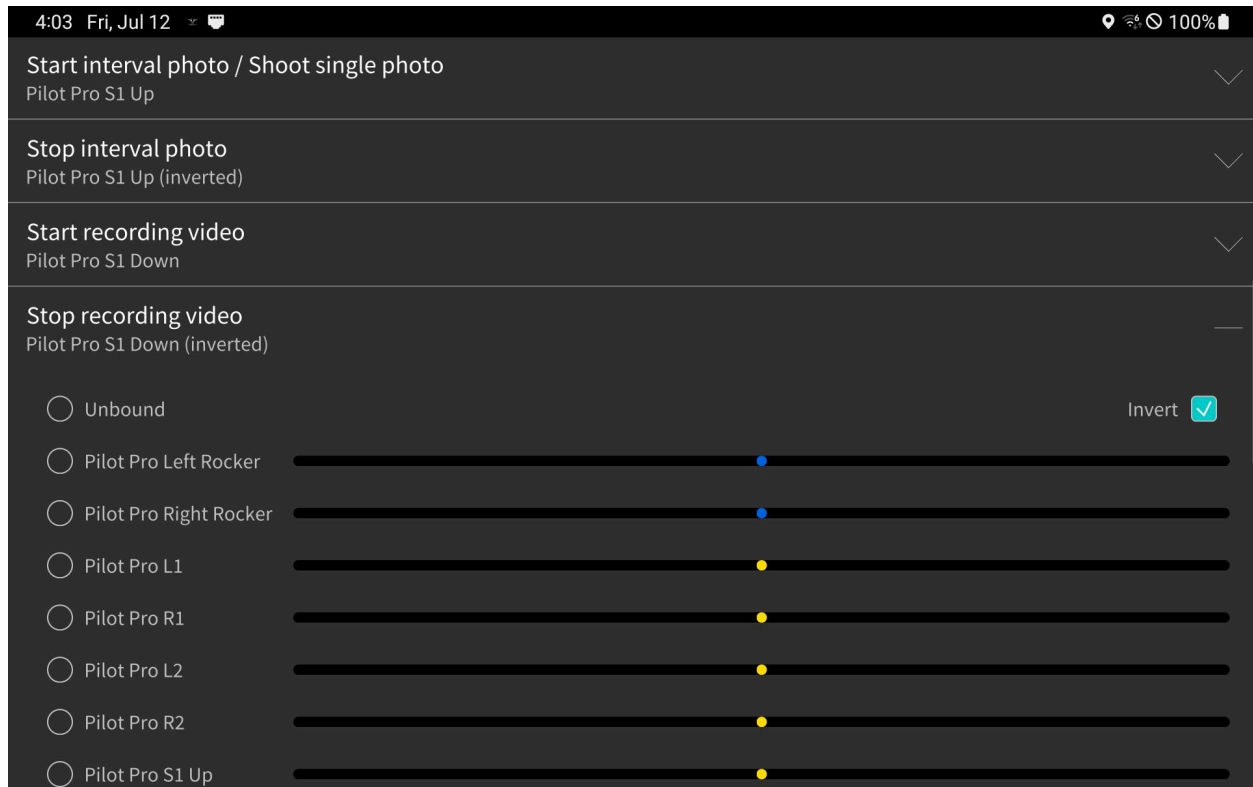 4:03 Fri, Jul 12 100%
Start interval photo / Shoot single photo
Pilot Pro S1 Up
Stop interval photo
Pilot Pro S1 Up (inverted)
Start recording video
Pilot Pro S1 Down
Stop recording video
Pilot Pro S1 Down (inverted)
Unbound Invert
Pilot Pro Left Rocker
Pilot Pro Right Rocker
Pilot Pro L1
Pilot Pro R1
Pilot Pro L2
Pilot Pro R2
Pilot Pro S1 Up